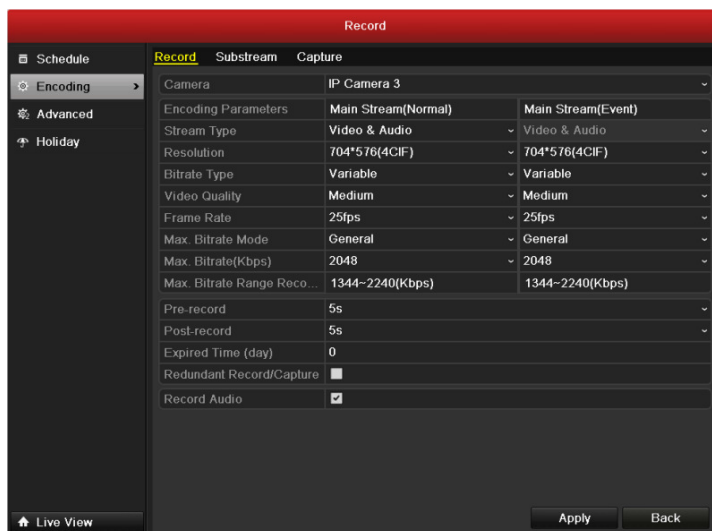 Record
Schedule
Encoding
Advanced
Holiday
Live View
Record Substream Capture
Camera IP Camera 3
Encoding Parameters Main Stream(Normal) Main Stream(Event)
Stream Type Video & Audio Video & Audio
Resolution 704*576(4CIF) 704*576(4CIF)
Bitrate Type Variable Variable
Video Quality Medium Medium
Frame Rate 25fps 25fps
Max. Bitrate Mode General General
Max. Bitrate(Kbps) 2048 2048
Max. Bitrate Range Reco... 1344~2240(Kbps) 1344~2240(Kbps)
Pre-record 5s
Post-record 5s
Expired Time (day) 0
Redundant Record/Capture
Record Audio
Apply Back